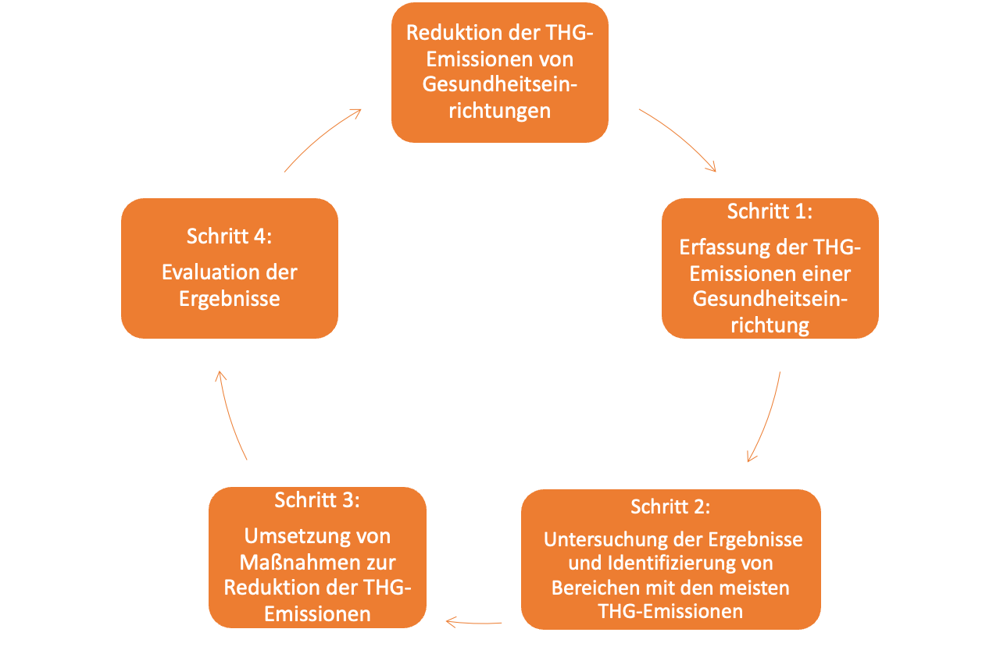 Reduktion der THG-
Emissionen von
Gesundheitsein-
richtungen
Schritt 1:
Erfassung der THG-
Emissionen einer
Gesundheitsein-
richtung
Schritt 2:
Untersuchung der Ergebnisse
und Identifizierung von
Bereichen mit den meisten
THG-Emissionen
Schritt 3:
Umsetzung von
Maßnahmen zur
Reduktion der THG-
Emissionen
Schritt 4:
Evaluation der
Ergebnisse